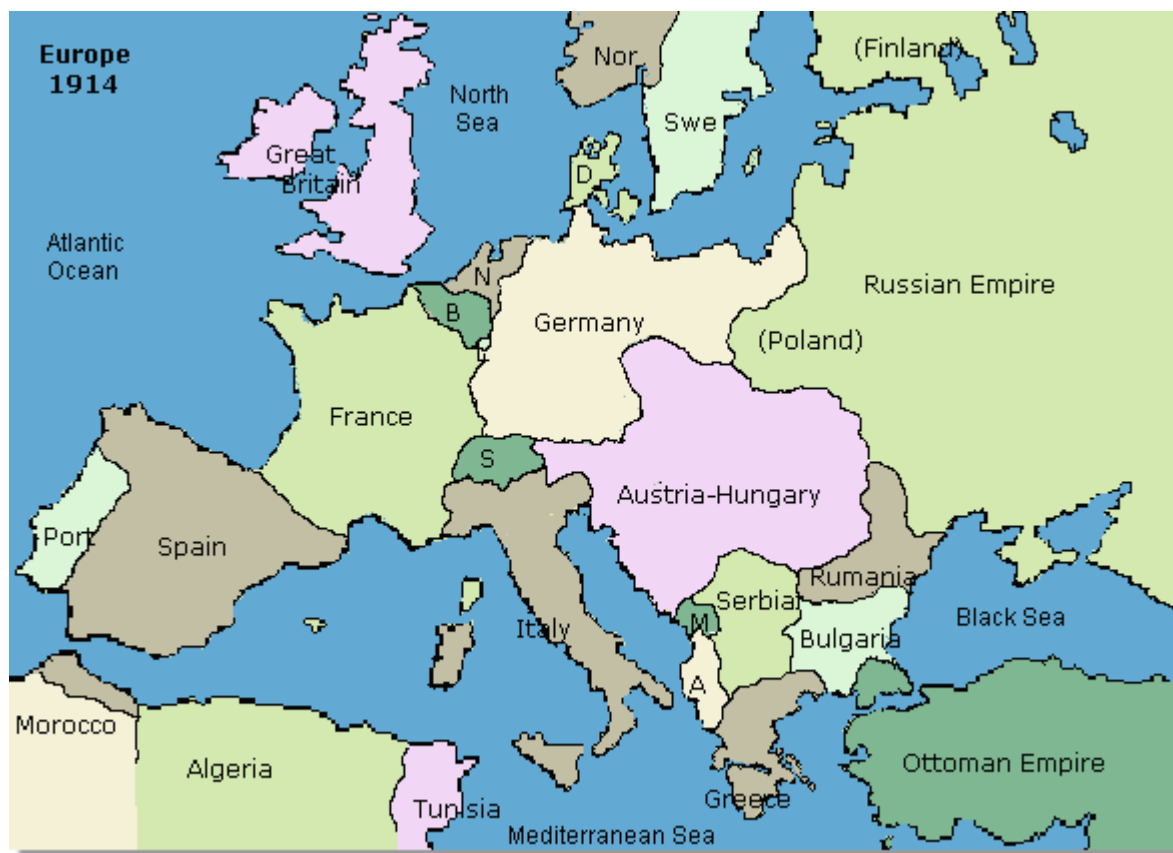 Europe
1914
Nor
(Finland)
North
Sea
Swe
Great
Britain
D
Atlantic
Ocean
N
Russian Empire
B
Germany
(Poland)
L
France
S
Austria-Hungary
Port
Spain
Rumania
Serbia
M
Italy
Black Sea
Bulgaria
A
Morocco
Algeria
Ottoman Empire
Tunisia
Greece
Mediterranean Sea